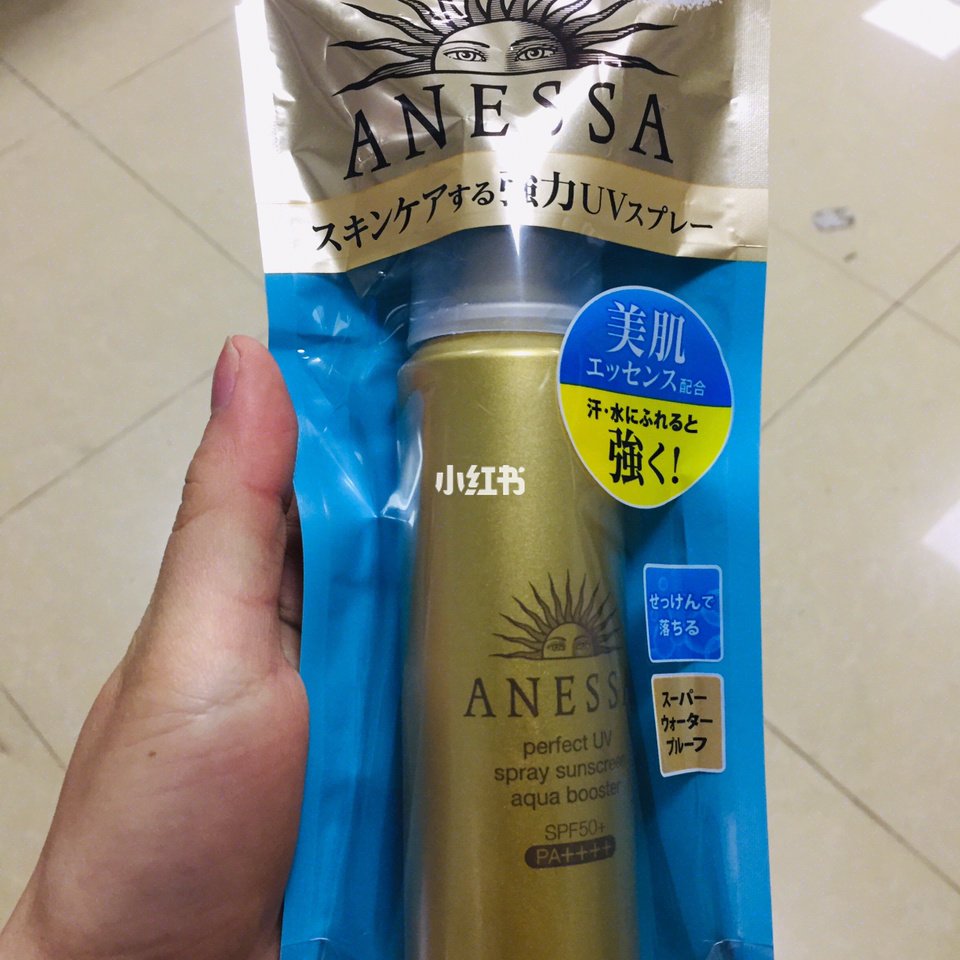 ANESSA
スキンケアする強力UVスプレー
美肌
エッセンス配合
汗・水にふれると
強く!
小红书
せっけんで
落ちる
スーパー
ウォーター
プルーフ
ANESS
perfect UV
spray sunscree
aqua booster
SPF50+
PA++++